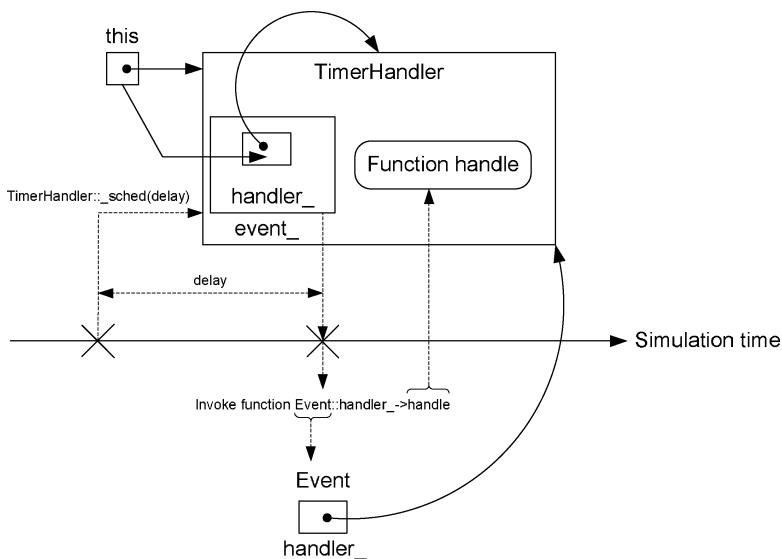 this
TimerHandler
Function handle
handler_
TimerHandler::_sched(delay)
event_
delay
Simulation time
Invoke function Event::handler_->handle
Event
handler_